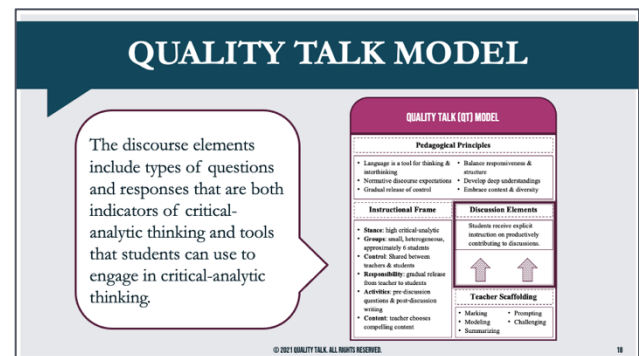 QUALITY TALK MODEL
The discourse elements
include types of questions
and responses that are both
indicators of critical-
analytic thinking and tools
that students can use to
engage in critical-analytic
thinking.
QUALITY TALK (QT) MODEL
Pedagogical Principles
• Language is a tool for thinking &
interthinking
• Normative discourse expectations
• Gradual release of control
• Balance responsiveness &
structure
• Develop deep understandings
• Embrace content & diversity
Instructional Frame
• Stance: high critical-analytic
• Groups: small, heterogeneous,
approximately 6 students
• Control: Shared between
teachers & students
• Responsibility: gradual release
from teacher to students
• Activities: pre-discussion
questions & post-discussion
writing
• Content: teacher chooses
compelling content
Discussion Elements
Students receive explicit
instruction on productively
contributing to discussions.
Teacher Scaffolding
• Marking
• Modeling
• Summarizing
• Prompting
• Challenging
© 2021 QUALITY TALK. ALL RIGHTS RESERVED.
18